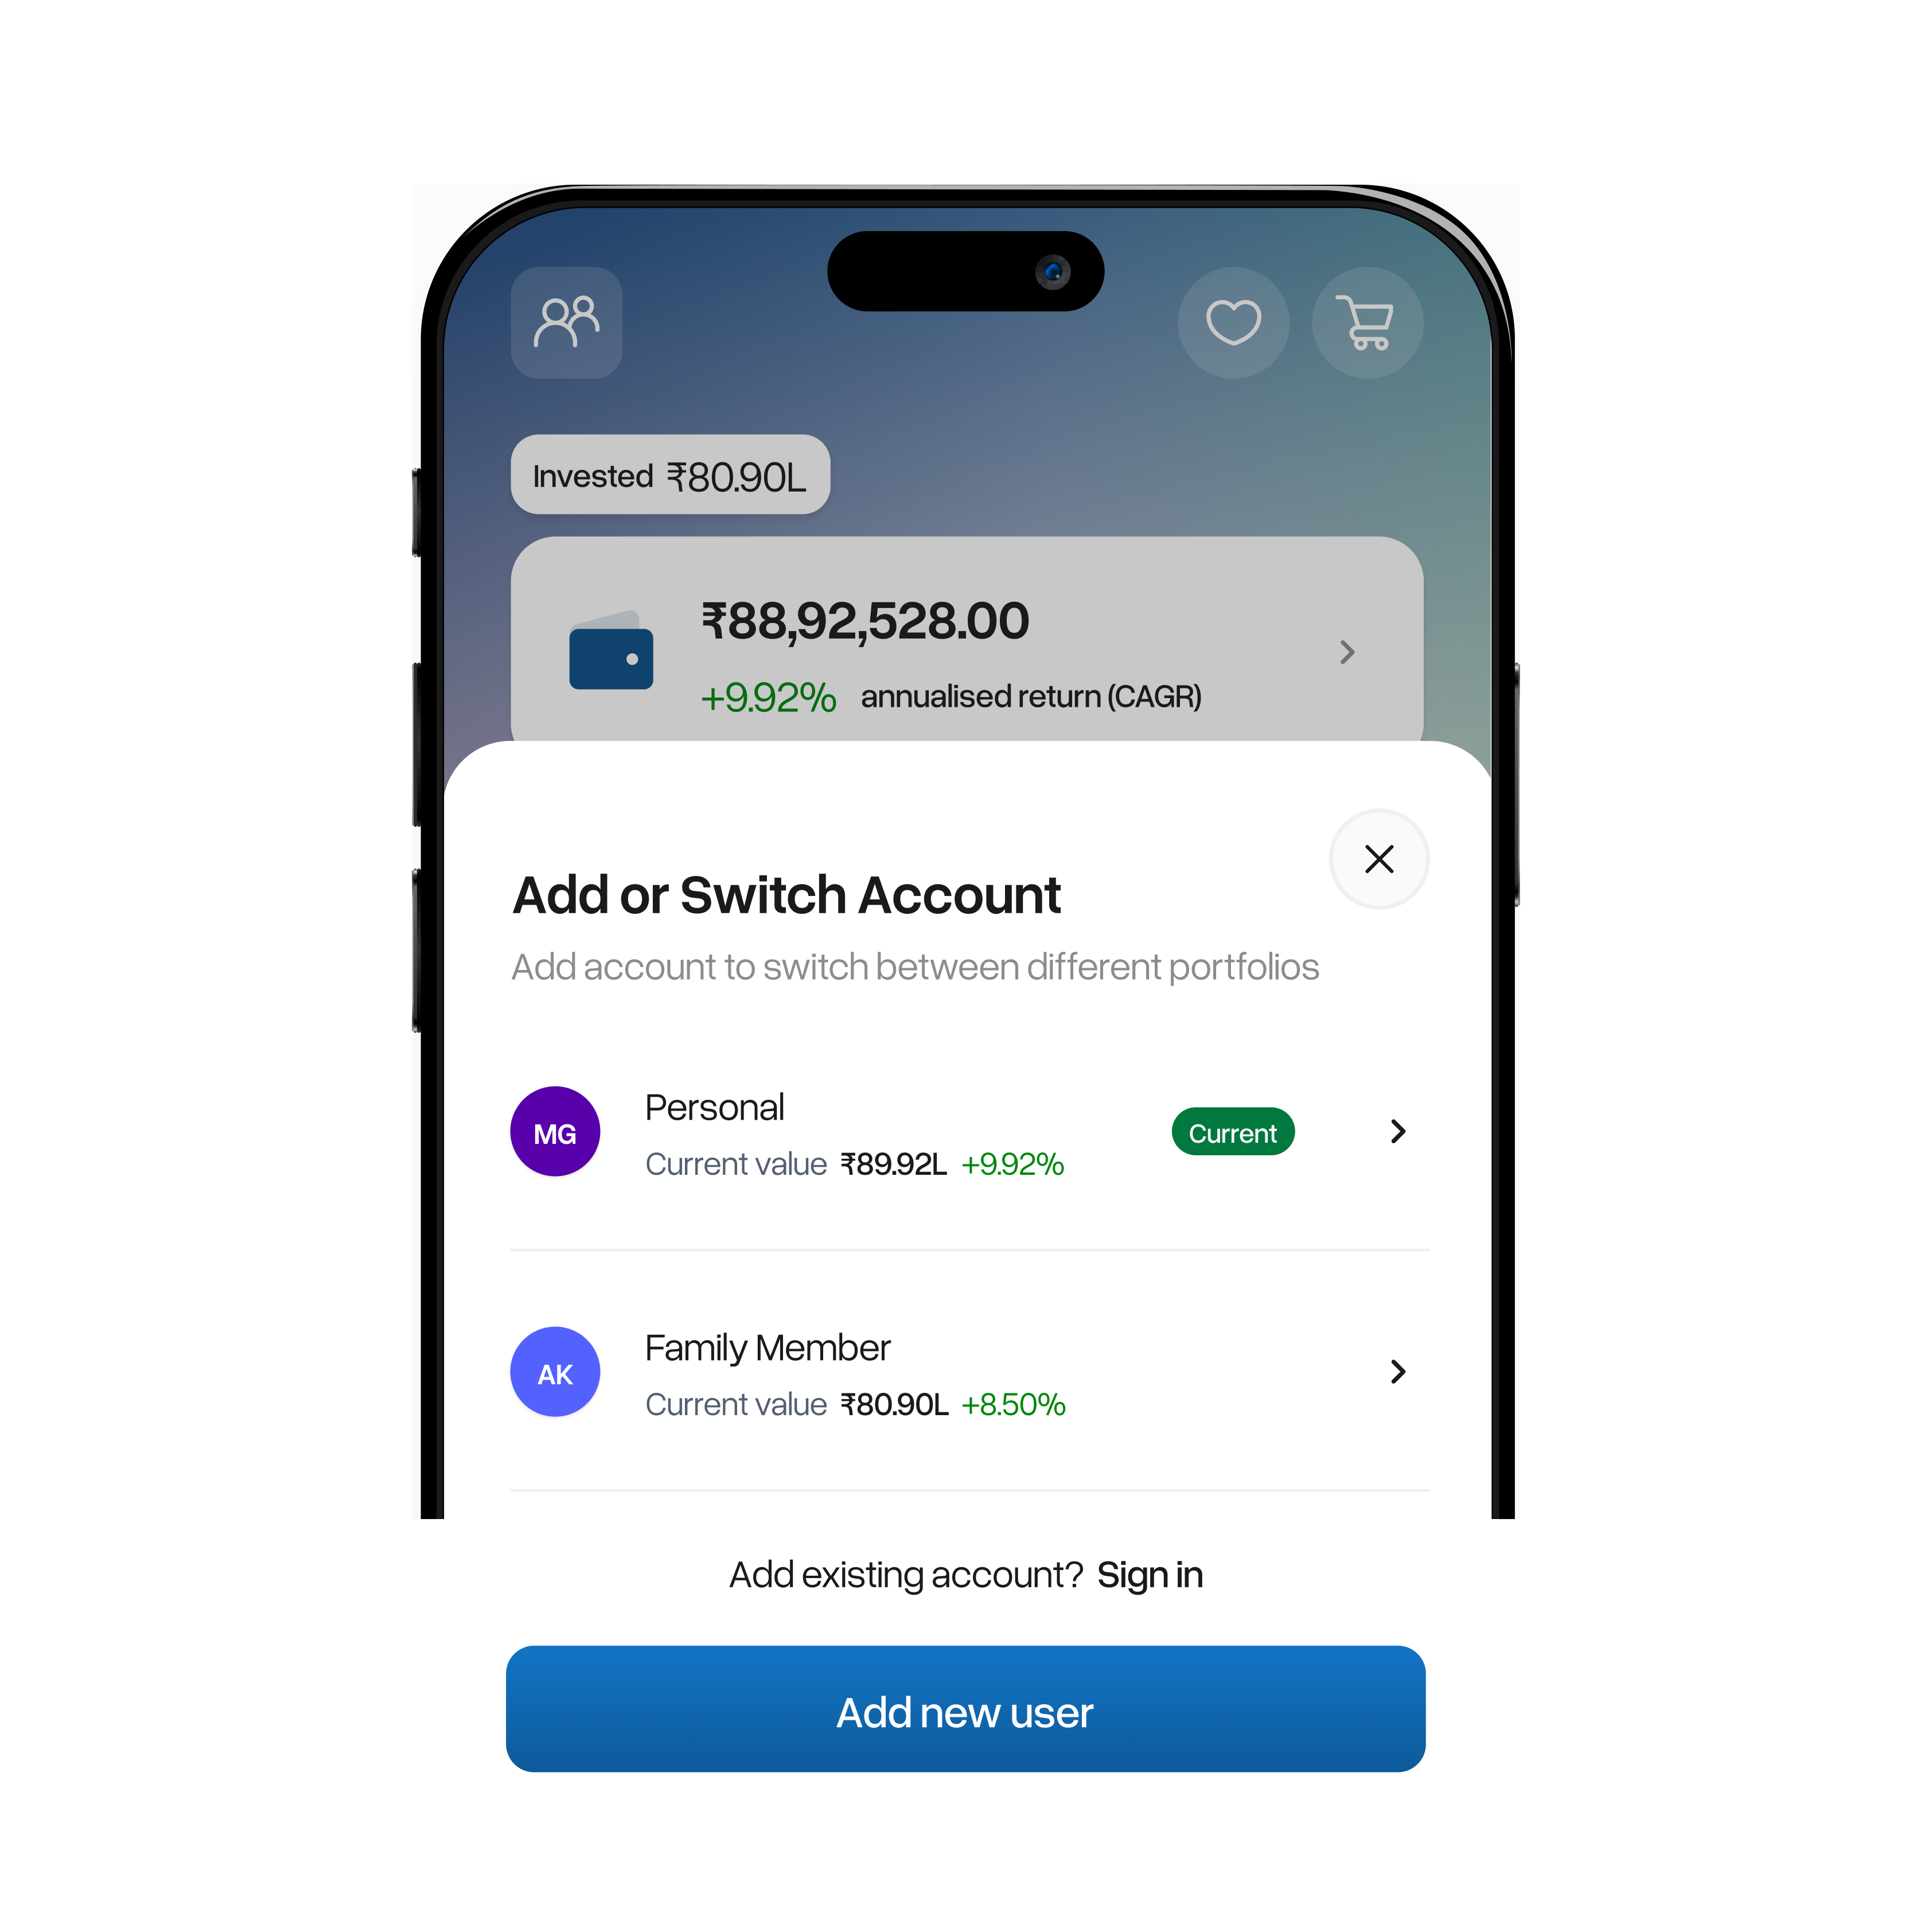 Invested ₹80.90L
₹88,92,528.00
+9.92% annualised return (CAGR)
Add or Switch Account
Add account to switch between different portfolios
MG
Personal
Current value ₹89.92L +9.92%
Current
AK
Family Member
Current value ₹80.90L +8.50%
Add existing account? Sign in
Add new user